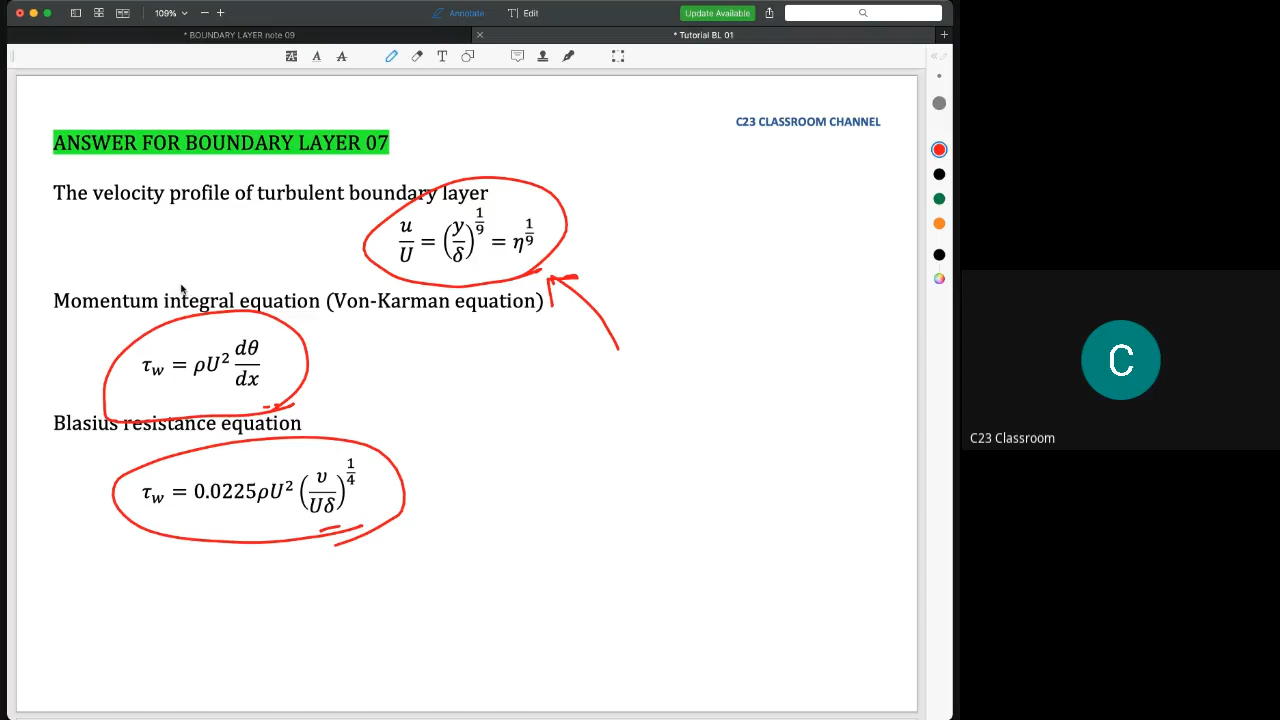 109%
Annotate
Edit
Update Available
* BOUNDARY LAYER note 09
* Tutorial BL 01
C23 CLASSROOM CHANNEL
ANSWER FOR BOUNDARY LAYER 07
The velocity profile of turbulent boundary layer
u/U = (y/δ)^(1/9) = η^(1/9)
Momentum integral equation (Von-Karman equation)
τ_w = ρU² dθ/dx
Blasius resistance equation
τ_w = 0.0225ρU² (υ/Uδ)^(1/4)
C
C23 Classroom